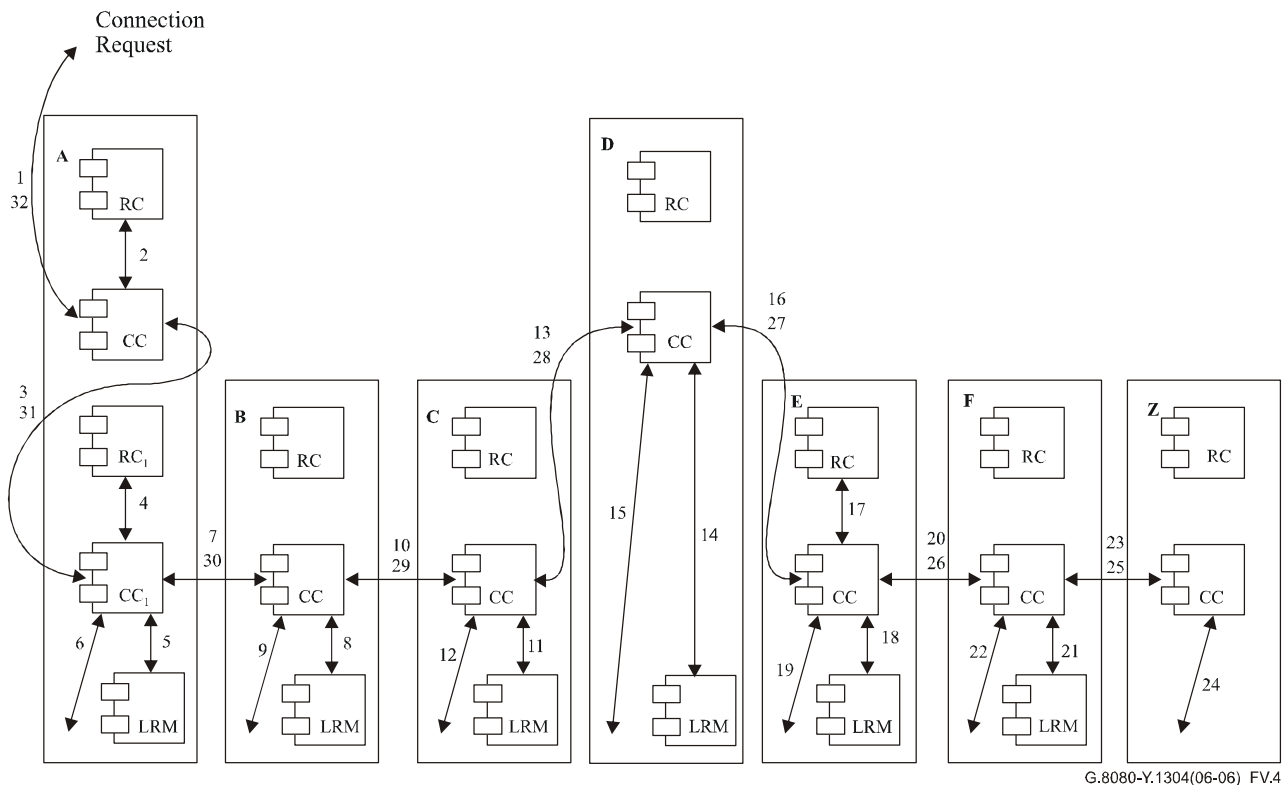 Connection
Request
1
32
A
RC
2
CC
3
31
RC1
4
CC1
6
5
LRM
7
30
B
RC
CC
9
8
LRM
10
29
C
RC
CC
12
11
LRM
13
28
D
RC
CC
15
14
LRM
16
27
E
RC
17
CC
19
18
LRM
20
26
F
RC
CC
22
21
LRM
23
25
Z
RC
CC
24
G.8080-Y.1304(06-06) FV.4